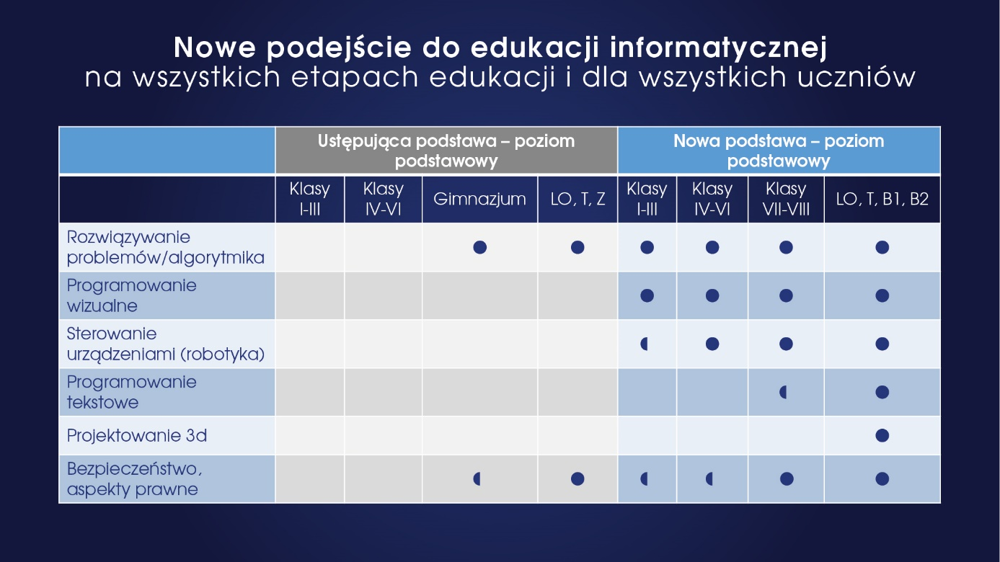 Nowe podejście do edukacji informatycznej
na wszystkich etapach edukacji i dla wszystkich uczniów
Ustępująca podstawa – poziom
podstawowy
Nowa podstawa – poziom
podstawowy
Klasy
I-III
Klasy
IV-VI
Gimnazjum
LO, T, Z
Klasy
I-III
Klasy
IV-VI
Klasy
VII-VIII
LO, T, B1, B2
Rozwiązywanie
problemów/algorytmika
Programowanie
wizualne
Sterowanie
urządzeniami (robotyka)
Programowanie
tekstowe
Projektowanie 3d
Bezpieczeństwo,
aspekty prawne